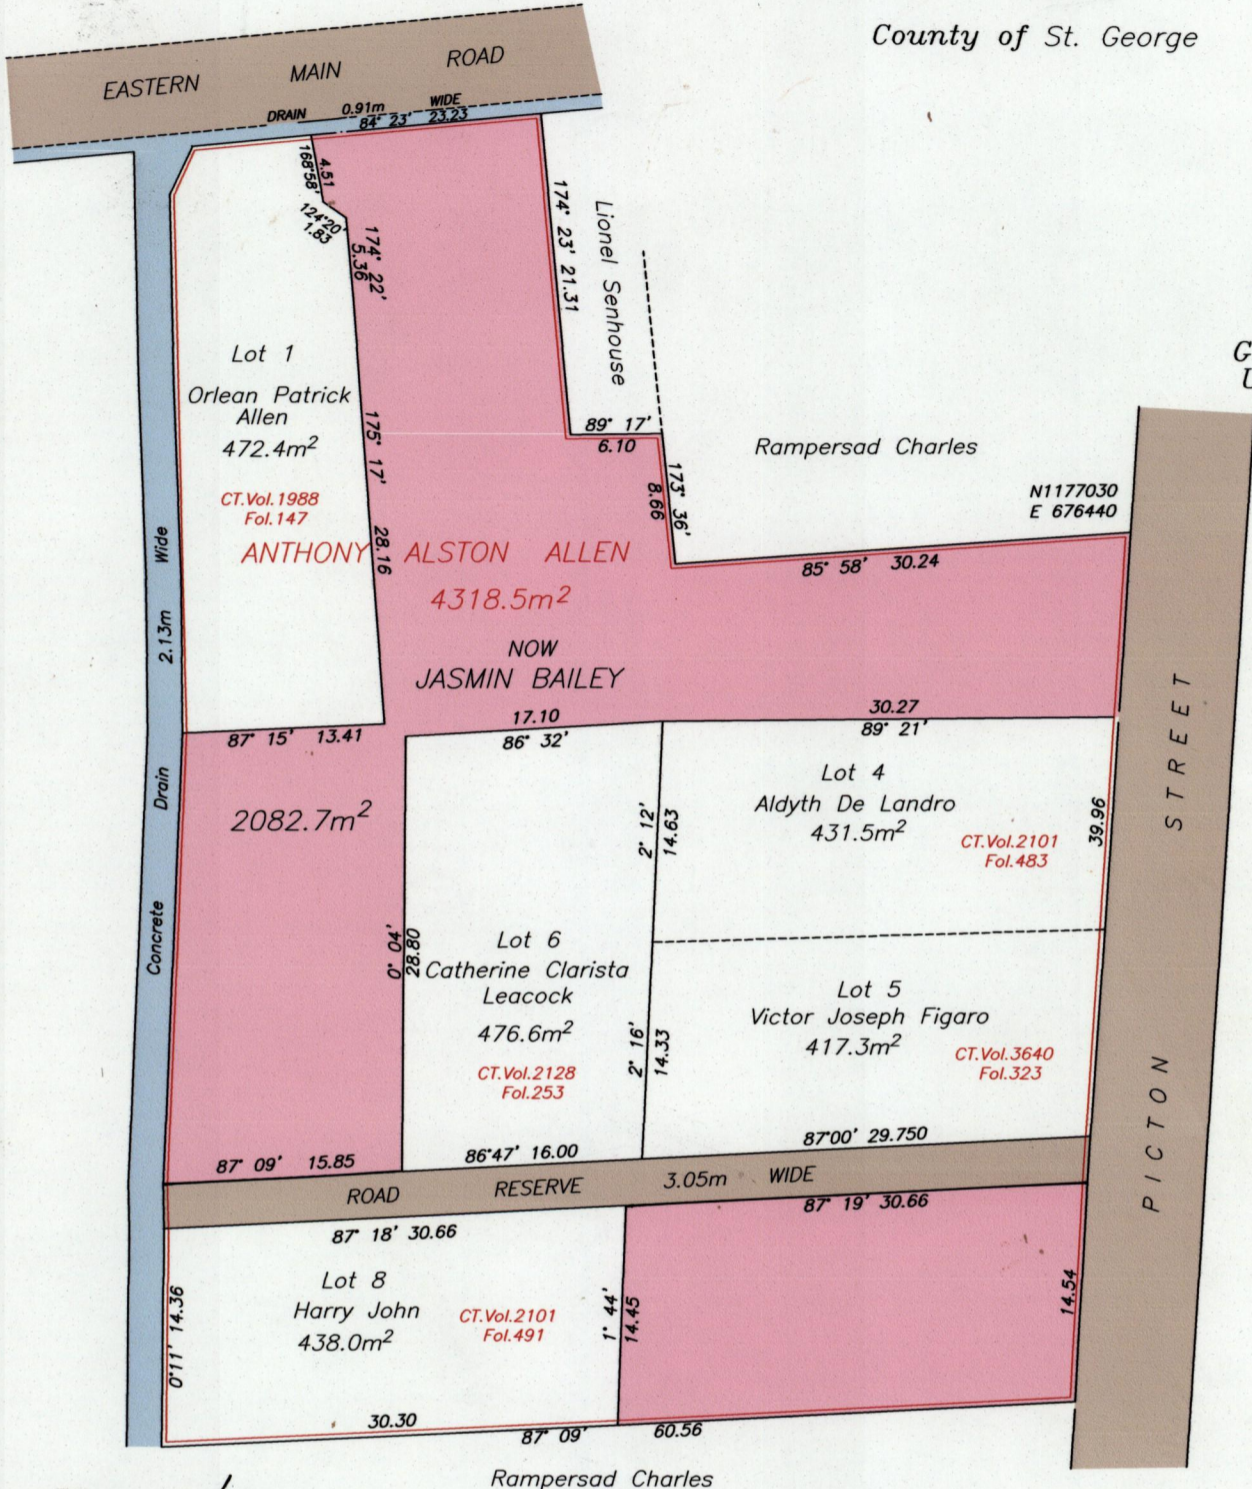 County of St. George
EASTERN MAIN ROAD
DRAIN 0.91m WIDE
84° 23' 23.23
168°58'
4.51
124°20'
1.83
174° 22'
5.36
174° 23' 21.31
Lionel Senhouse
Lot 1
Orlean Patrick
Allen
472.4m²
CT.Vol.1988
Fol.147
175° 17' 28.16
89° 17'
6.10
173° 36'
8.66
Rampersad Charles
N1177030
E 676440
85° 58' 30.24
ANTHONY ALSTON ALLEN
4318.5m²
NOW
JASMIN BAILEY
17.10
86° 32'
30.27
89° 21'
87° 15' 13.41
2082.7m²
Concrete Drain 2.13m Wide
Lot 4
Aldyth De Landro
431.5m²
CT.Vol.2101
Fol.483
2° 12'
14.63
39.96
0° 04'
28.80
Lot 6
Catherine Clarista
Leacock
476.6m²
CT.Vol.2128
Fol.253
2° 16'
14.33
Lot 5
Victor Joseph Figaro
417.3m²
CT.Vol.3640
Fol.323
PICTON STREET
87° 09' 15.85
86°47' 16.00
87°00' 29.750
ROAD RESERVE 3.05m WIDE
87° 18' 30.66
87° 19' 30.66
Lot 8
Harry John
438.0m²
CT.Vol.2101
Fol.491
0°11' 14.36
1° 44'
14.45
14.54
30.30
87° 09' 60.56
Rampersad Charles